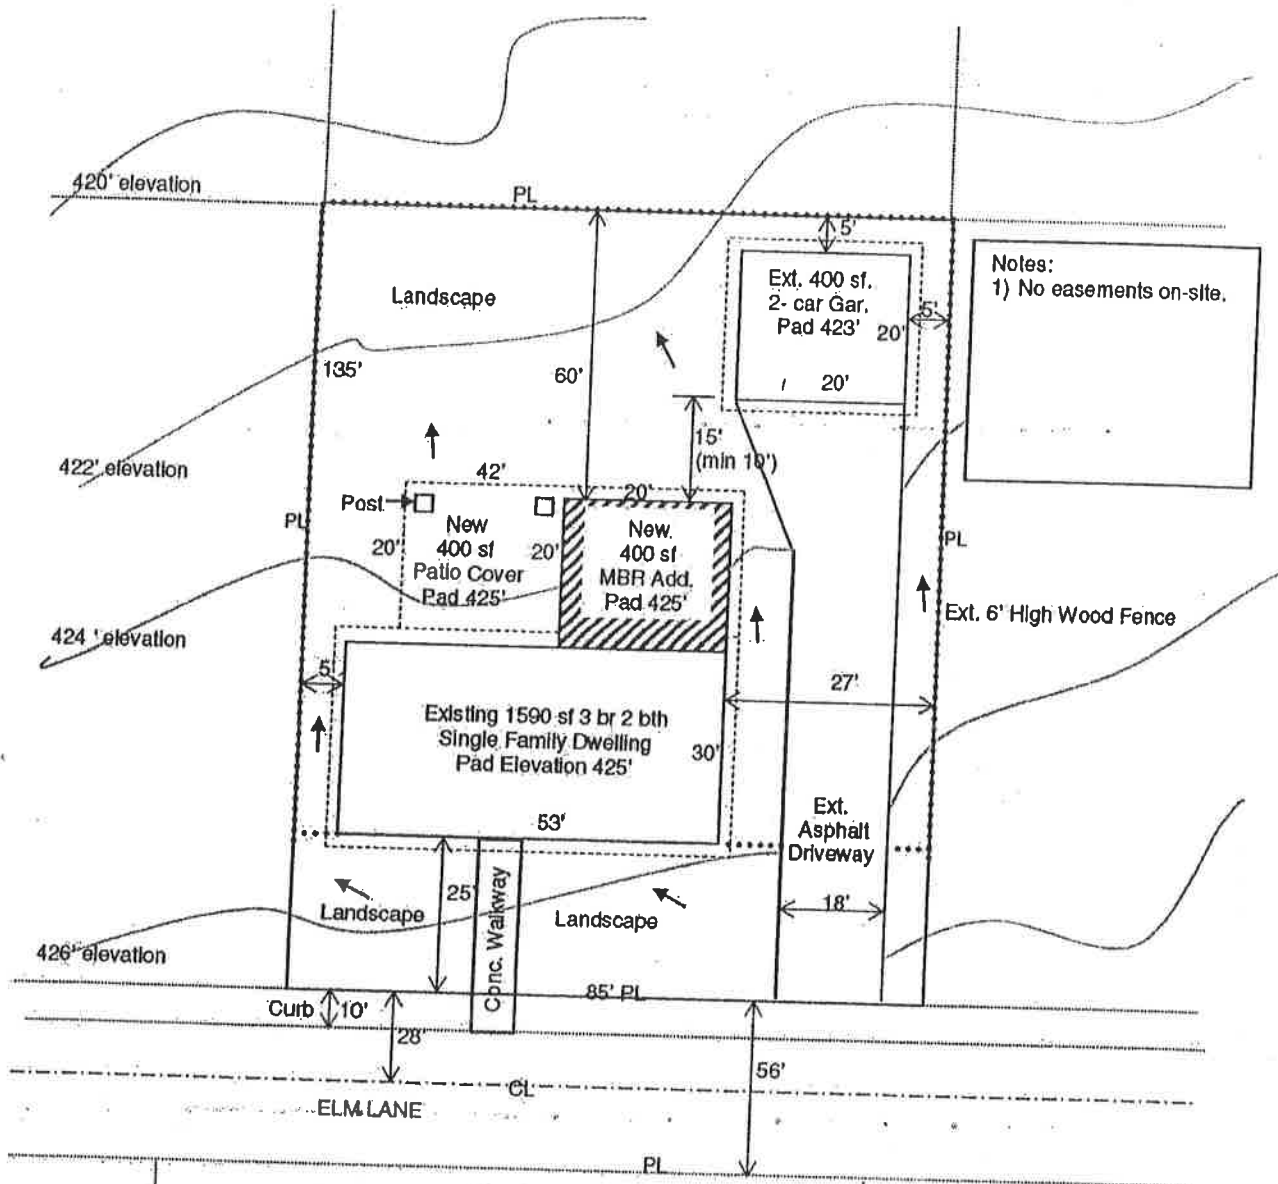 420' elevation
PL
5'
Notes:
1) No easements on-site.
Ext. 400 sf.
2- car Gar.
Pad 423'
20'
5'
20'
Landscape
135'
60'
15'
(min 10')
422' elevation
42'
20'
Post
New
400 sf
Patio Cover
Pad 425'
20'
20'
New
400 sf
MBR Add.
Pad 425'
PL
PL
424 ' elevation
Ext. 6' High Wood Fence
5'
27'
Existing 1590 sf 3 br 2 bth
Single Family Dwelling
Pad Elevation 425'
30'
53'
Ext.
Asphalt
Driveway
25'
Conc. Walkway
18'
Landscape
Landscape
426' elevation
85' PL
Curb
10'
28'
56'
CL
ELM LANE
PL